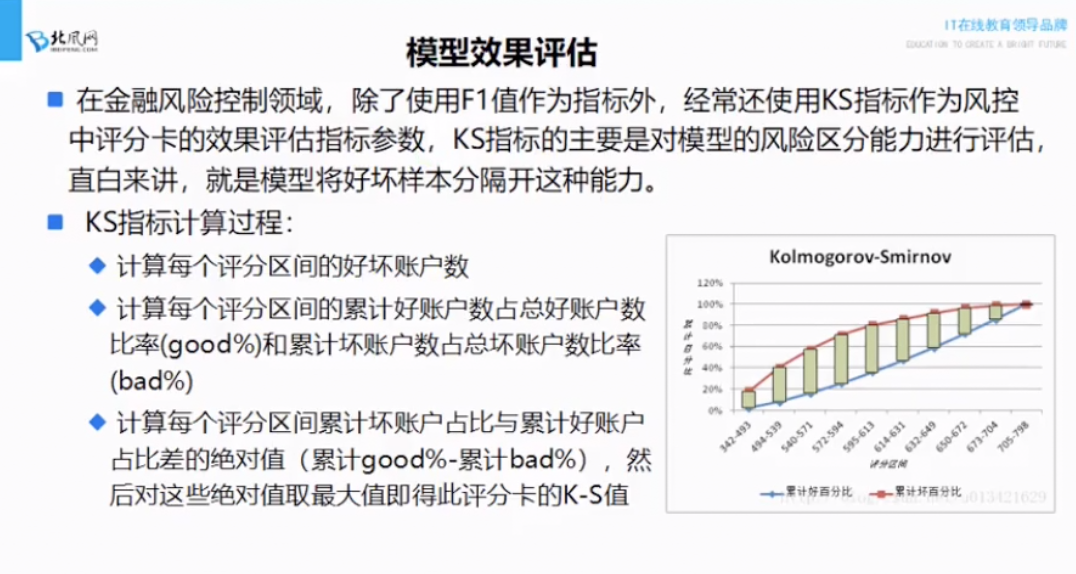 北风网
BEIFENG.COM
IT在线教育领导品牌
EDUCATION TO CREATE A BRIGHT FUTURE
模型效果评估
在金融风险控制领域，除了使用F1值作为指标外，经常还使用KS指标作为风控
中评分卡的效果评估指标参数，KS指标的主要是对模型的风险区分能力进行评估，
直白来讲，就是模型将好坏样本分隔开这种能力。
KS指标计算过程：
计算每个评分区间的好坏账户数
计算每个评分区间的累计好账户数占总好账户数
比率(good%)和累计坏账户数占总坏账户数比率
(bad%)
计算每个评分区间累计坏账户占比与累计好账户
占比差的绝对值（累计good%-累计bad%），然
后对这些绝对值取最大值即得此评分卡的K-S值
Kolmogorov-Smirnov
120%
100%
80%
60%
40%
20%
0%
342-493
494-539
540-571
572-594
595-613
614-631
632-649
650-672
673-704
705-798
评分区间
累计好百分比
累计坏百分比